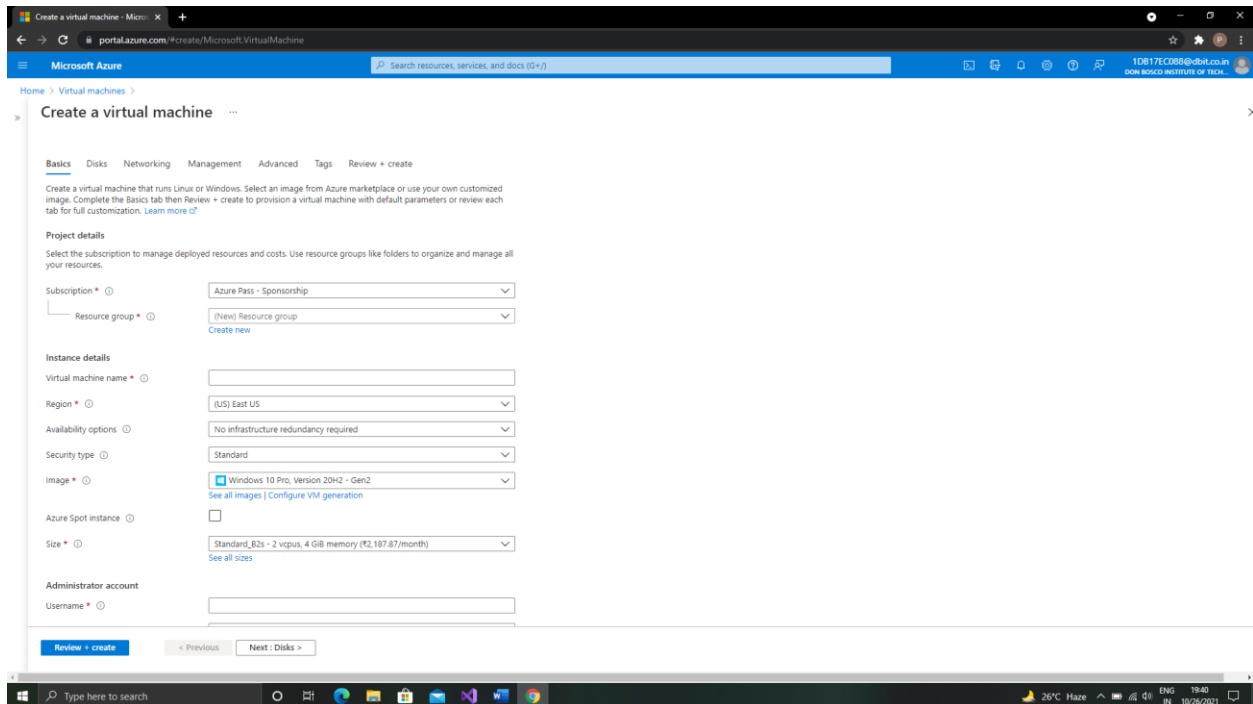 Create a virtual machine - Micro
portal.azure.com/#create/Microsoft.VirtualMachine
P
Microsoft Azure
Search resources, services, and docs (G+/)
1DB17EC088@dbit.co.in
DON BOSCO INSTITUTE OF TECH...
Home > Virtual machines >
Create a virtual machine ...
Basics Disks Networking Management Advanced Tags Review + create
Create a virtual machine that runs Linux or Windows. Select an image from Azure marketplace or use your own customized
image. Complete the Basics tab then Review + create to provision a virtual machine with default parameters or review each
tab for full customization. Learn more
Project details
Select the subscription to manage deployed resources and costs. Use resource groups like folders to organize and manage all
your resources.
Subscription * Azure Pass - Sponsorship
Resource group * (New) Resource group
Create new
Instance details
Virtual machine name *
Region * (US) East US
Availability options No infrastructure redundancy required
Security type Standard
Image * Windows 10 Pro, Version 20H2 - Gen2
See all images | Configure VM generation
Azure Spot instance
Size * Standard_B2s - 2 vcpus, 4 GiB memory (₹2,187.87/month)
See all sizes
Administrator account
Username *
Review + create < Previous Next : Disks >
Type here to search
26°C Haze
ENG
IN
19:40
10/26/2021